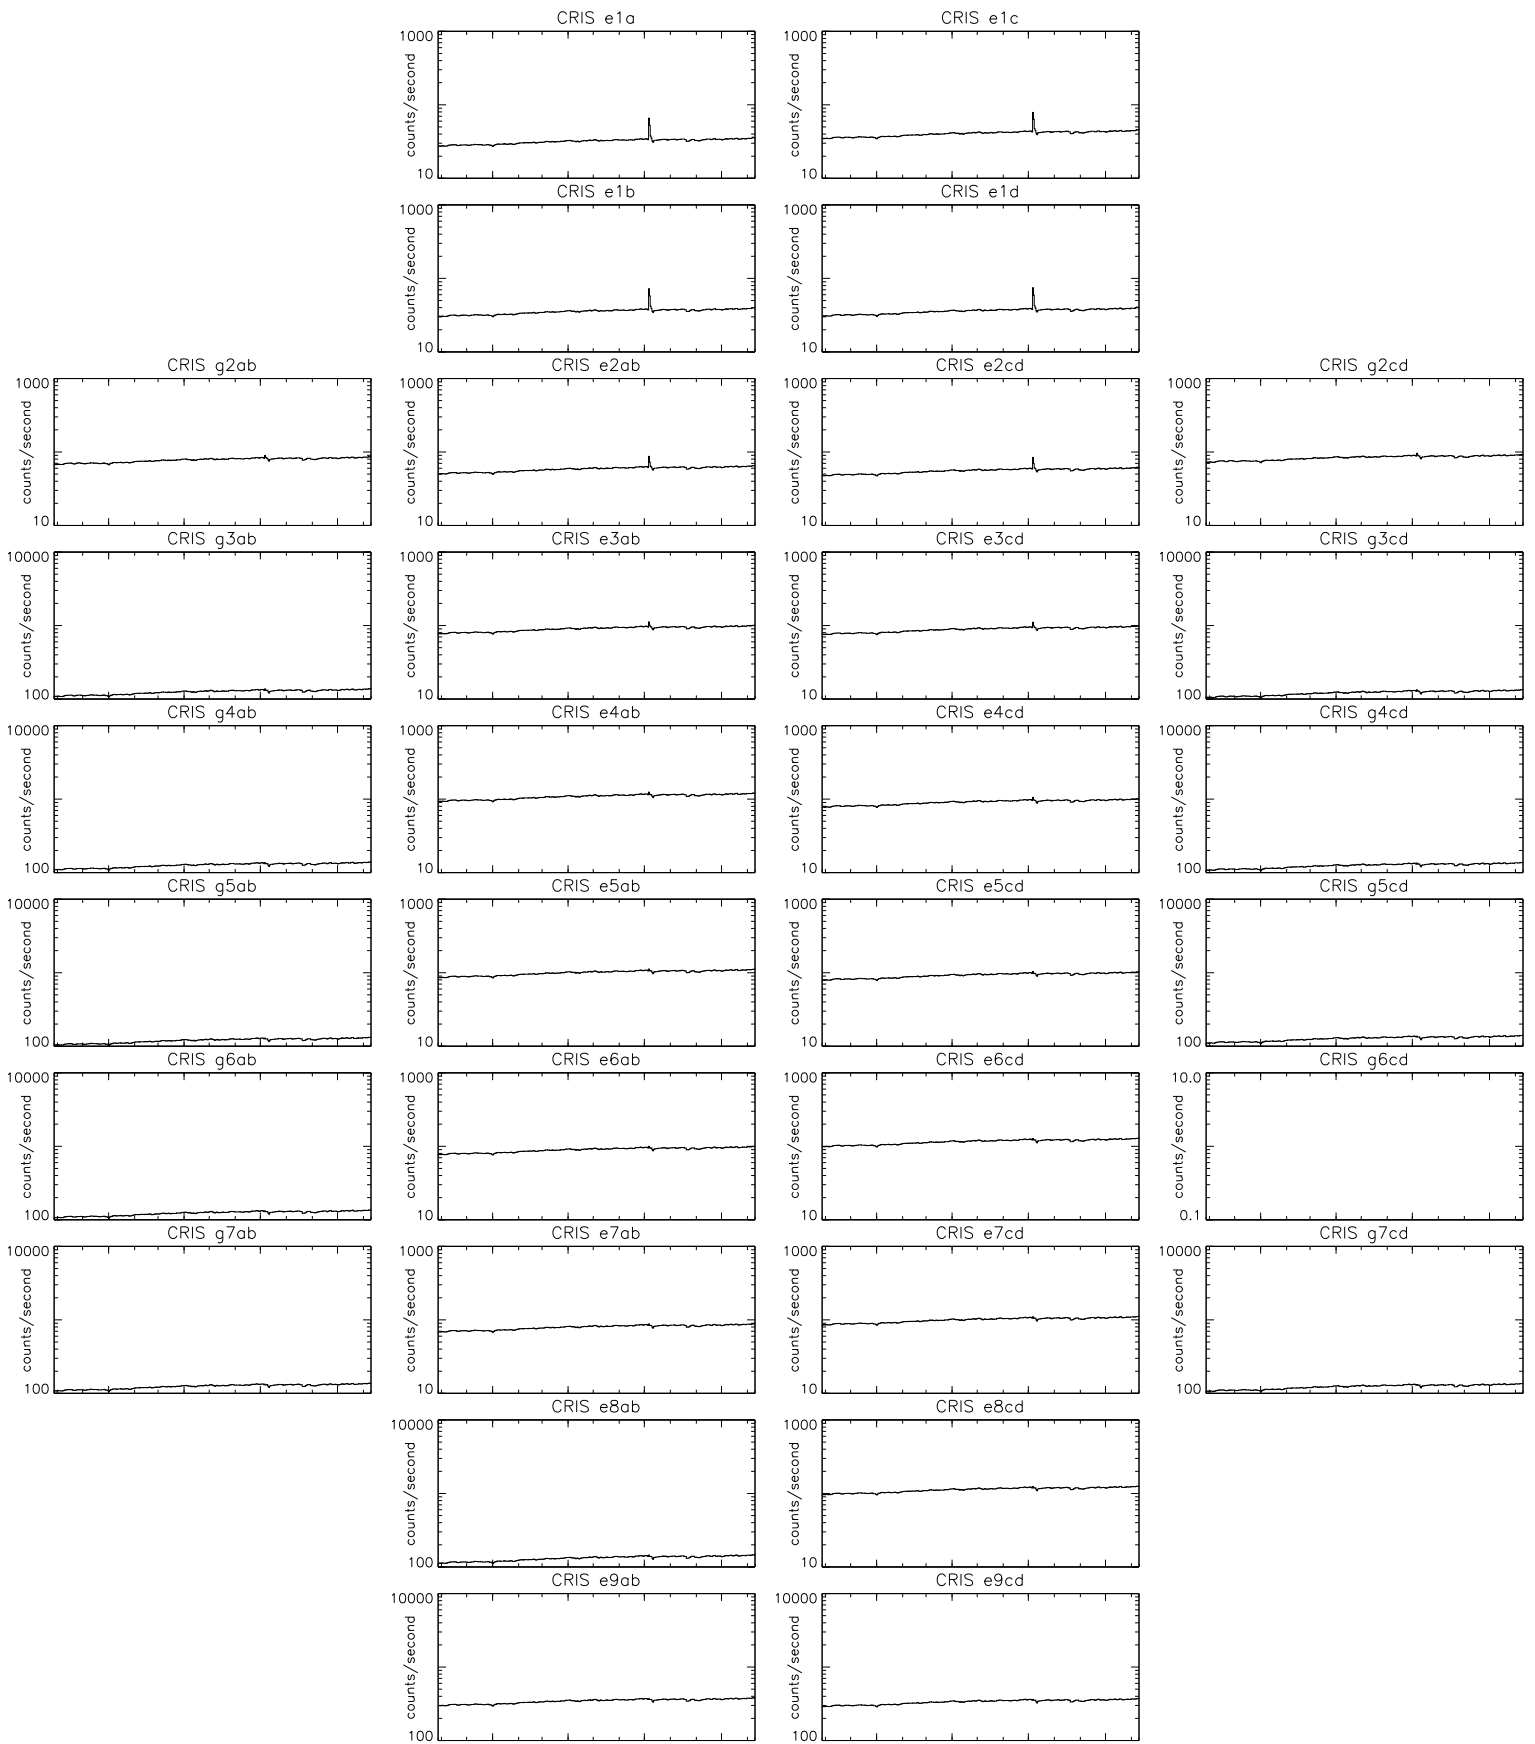 CRIS e1a CRIS e1c
1000 1000
counts/second counts/second
10 10
CRIS e1b CRIS e1d
1000 1000
counts/second counts/second
10 10
CRIS g2ab CRIS e2ab CRIS e2cd CRIS g2cd
1000 1000 1000 1000
counts/second counts/second counts/second counts/second
10 10 10 10
CRIS g3ab CRIS e3ab CRIS e3cd CRIS g3cd
10000 1000 1000 10000
counts/second counts/second counts/second counts/second
100 10 10 100
CRIS g4ab CRIS e4ab CRIS e4cd CRIS g4cd
10000 1000 1000 10000
counts/second counts/second counts/second counts/second
100 10 10 100
CRIS g5ab CRIS e5ab CRIS e5cd CRIS g5cd
10000 1000 1000 10000
counts/second counts/second counts/second counts/second
100 10 10 100
CRIS g6ab CRIS e6ab CRIS e6cd CRIS g6cd
10000 1000 1000 10.0
counts/second counts/second counts/second counts/second
100 10 10 0.1
CRIS g7ab CRIS e7ab CRIS e7cd CRIS g7cd
10000 1000 1000 10000
counts/second counts/second counts/second counts/second
100 10 10 100
CRIS e8ab CRIS e8cd
10000 1000
counts/second counts/second
100 10
CRIS e9ab CRIS e9cd
10000 10000
counts/second counts/second
100 100